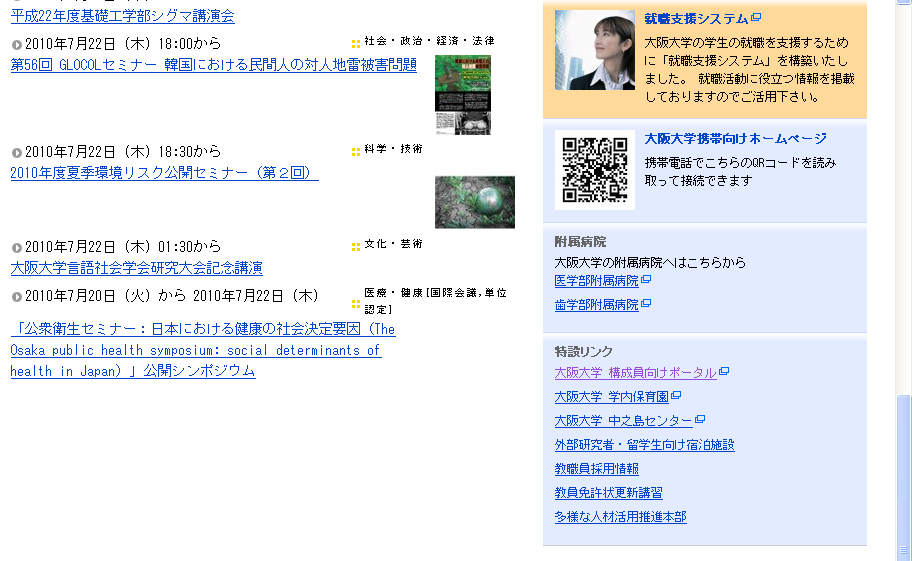 平成22年度基礎工学部シグマ講演会
2010年7月22日（木）18:00から
社会・政治・経済・法律
第56回 GLOCOLセミナー 韓国における民間人の対人地雷被害問題
2010年7月22日（木）18:30から
科学・技術
2010年度夏季環境リスク公開セミナー（第２回）
2010年7月22日（木）01:30から
文化・芸術
大阪大学言語社会学会研究大会記念講演
2010年7月20日（火）から 2010年7月22日（木）
医療・健康[国際会議,単位
認定]
「公衆衛生セミナー：日本における健康の社会決定要因（The
Osaka public health symposium: social determinants of
health in Japan）」公開シンポジウム
就職支援システム
大阪大学の学生の就職を支援するため
に「就職支援システム」を構築いたし
ました。 就職活動に役立つ情報を掲載
しておりますのでご活用下さい。
大阪大学携帯向けホームページ
携帯電話でこちらのQRコードを読み
取って接続できます
附属病院
大阪大学の附属病院へはこちらから
医学部附属病院
歯学部附属病院
特設リンク
大阪大学 構成員向けポータル
大阪大学 学内保育園
大阪大学 中之島センター
外部研究者・留学生向け宿泊施設
教職員採用情報
教員免許状更新講習
多様な人材活用推進本部